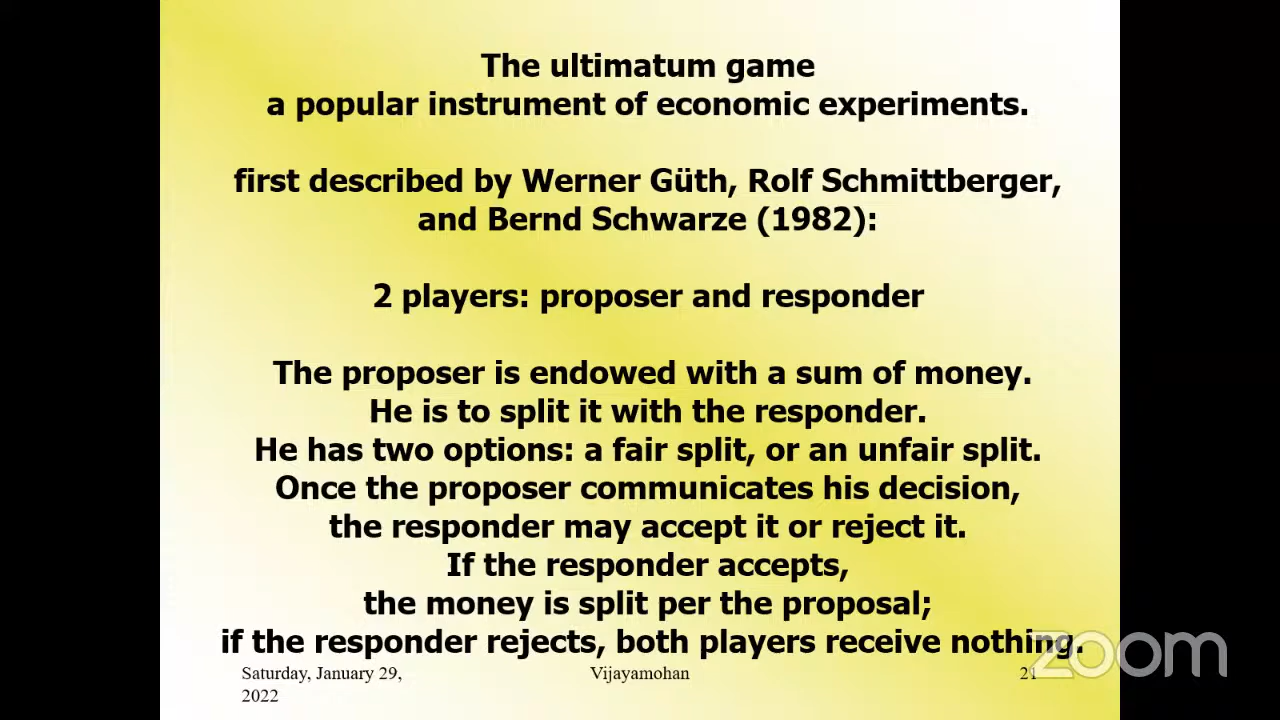 The ultimatum game
a popular instrument of economic experiments.
first described by Werner Güth, Rolf Schmittberger,
and Bernd Schwarze (1982):
2 players: proposer and responder
The proposer is endowed with a sum of money.
He is to split it with the responder.
He has two options: a fair split, or an unfair split.
Once the proposer communicates his decision,
the responder may accept it or reject it.
If the responder accepts,
the money is split per the proposal;
if the responder rejects, both players receive nothing.
Saturday, January 29,
2022
Vijayamohan
21
zoom